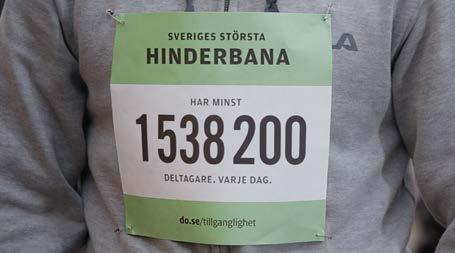 SVERIGES STÖRSTA
HINDERBANA
HAR MINST
1538 200
DELTAGARE. VARJE DAG.
do.se/tillganglighet